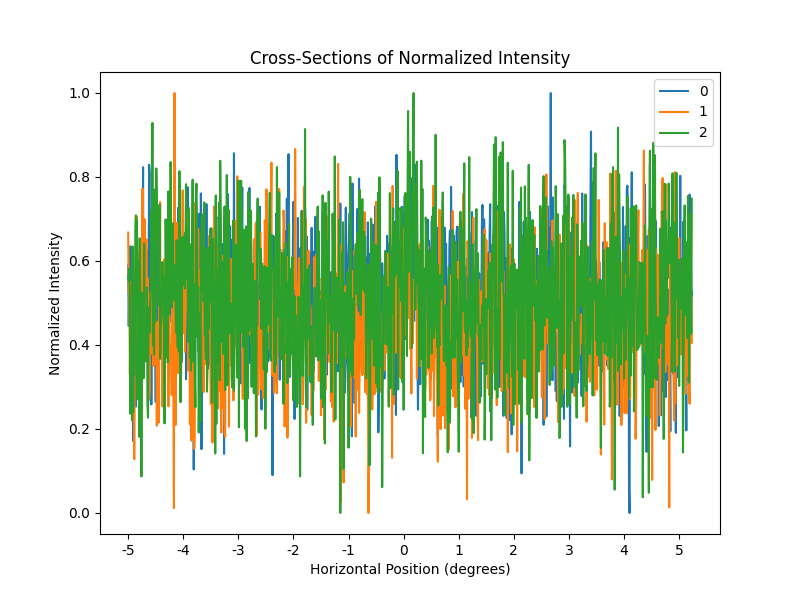 Cross-Sections of Normalized Intensity
0
1
2
1.0
0.8
0.6
0.4
0.2
0.0
Normalized Intensity
-5 -4 -3 -2 -1 0 1 2 3 4 5
Horizontal Position (degrees)